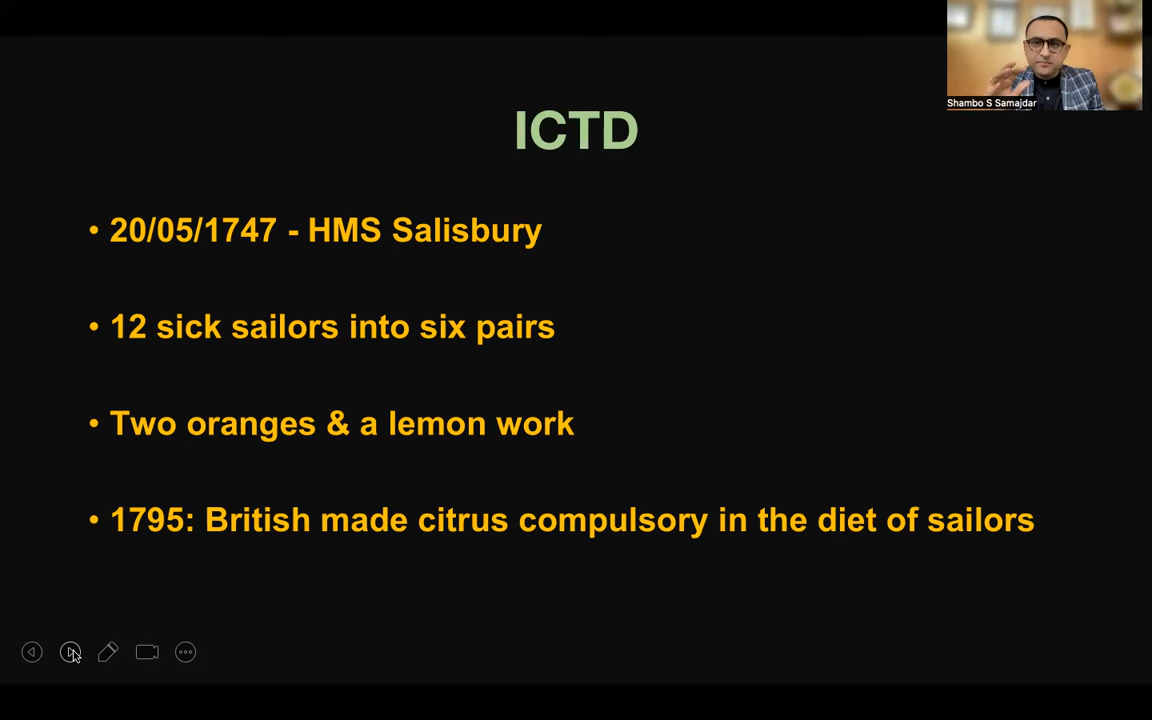 Shambo S Samajdar
ICTD
• 20/05/1747 - HMS Salisbury
• 12 sick sailors into six pairs
• Two oranges & a lemon work
• 1795: British made citrus compulsory in the diet of sailors